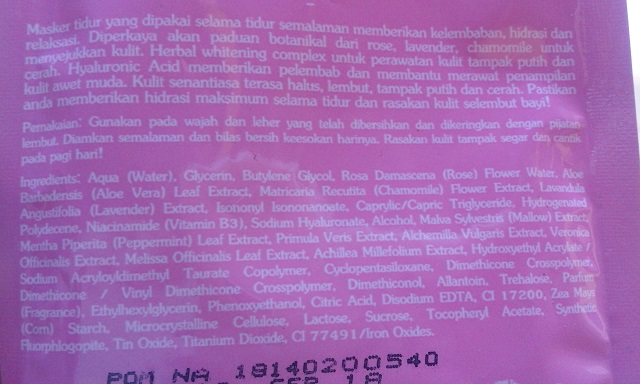 Masker tidur yang dipakai selama tidur semalaman memberikan kelembaban, hidrasi dan
relaksasi. Diperkaya akan paduan botanikal dari rose, lavender, chamomile untuk
menyejukkan kulit. Herbal whitening complex untuk perawatan kulit tampak putih dan
cerah. Hyaluronic Acid memberikan pelembab dan membantu merawat penampilan
kulit awet muda. Kulit senantiasa terasa halus, lembut, tampak putih dan cerah. Pastikan
anda memberikan hidrasi maksimum selama tidur dan rasakan kulit selembut bayi!
Pemakaian: Gunakan pada wajah dan leher yang telah dibersihkan dan dikeringkan dengan pijatan
lembut. Diamkan semalaman dan bilas bersih keesokan harinya. Rasakan kulit tampak segar dan cantik
pada pagi hari!
Ingredients: Aqua (Water), Glycerin, Butylene Glycol, Rosa Damascena (Rose) Flower Water, Aloe
Barbadensis (Aloe Vera) Leaf Extract, Matricaria Recutita (Chamomile) Flower Extract, Lavandula
Angustifolia (Lavender) Extract, Isononyl Isononanoate, Caprylic/Capric Triglyceride, Hydrogenated
Polydecene, Niacinamide (Vitamin B3), Sodium Hyaluronate, Alcohol, Malva Sylvestris (Mallow) Extract,
Mentha Piperita (Peppermint) Leaf Extract, Primula Veris Extract, Alchemilla Vulgaris Extract, Veronica
Officinalis Extract, Melissa Officinalis Leaf Extract, Achillea Millefolium Extract, Hydroxyethyl Acrylate /
Sodium Acryloyldimethyl Taurate Copolymer, Cyclopentasiloxane, Dimethicone Crosspolymer,
Dimethicone / Vinyl Dimethicone Crosspolymer, Dimethiconol, Allantoin, Trehalose, Parfum
(Fragrance), Ethylhexylglycerin, Phenoxyethanol, Citric Acid, Disodium EDTA, CI 17200, Zea Mays
(Corn) Starch, Microcrystalline Cellulose, Lactose, Sucrose, Tocopheryl Acetate, Synthetic
Fluorphlogopite, Tin Oxide, Titanium Dioxide, CI 77491/Iron Oxides.
POM NA 18140200540
SEP 18